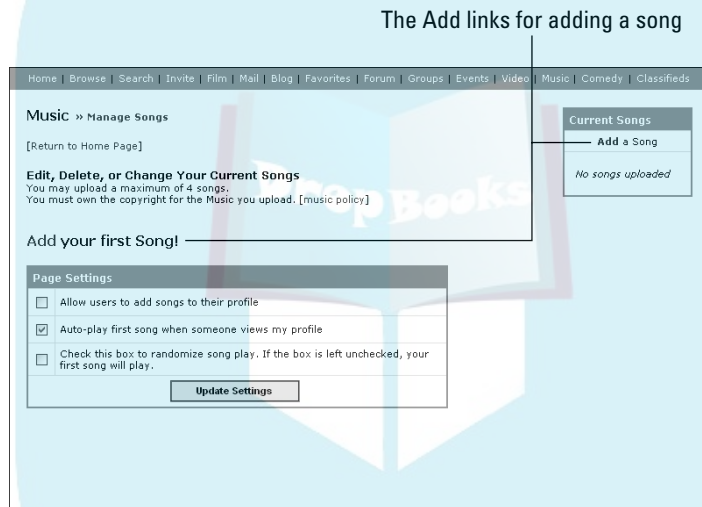 The Add links for adding a song
Home | Browse | Search | Invite | Film | Mail | Blog | Favorites | Forum | Groups | Events | Video | Music | Comedy | Classifieds
Music » Manage Songs
[Return to Home Page]
Edit, Delete, or Change Your Current Songs
You may upload a maximum of 4 songs.
You must own the copyright for the Music you upload. [music policy]
Add your first Song!
Page Settings
Allow users to add songs to their profile
Auto-play first song when someone views my profile
Check this box to randomize song play. If the box is left unchecked, your
first song will play.
Update Settings
Current Songs
Add a Song
No songs uploaded
Drop Books